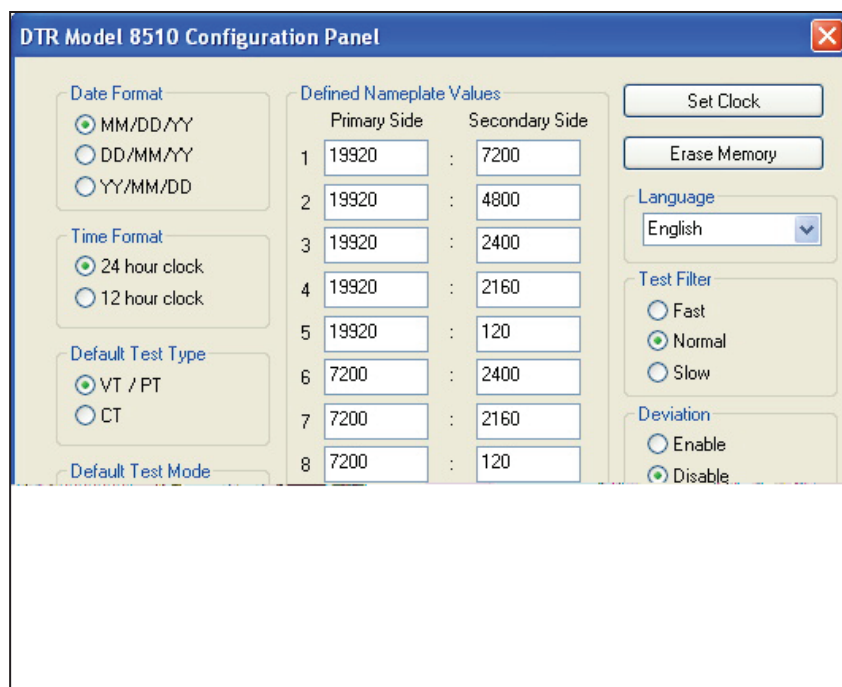 DTR Model 8510 Configuration Panel
Date Format
MM/DD/YY
DD/MM/YY
YY/MM/DD
Time Format
24 hour clock
12 hour clock
Default Test Type
VT / PT
CT
Default Test Mode
Defined Nameplate Values
Primary Side Secondary Side
1 19920 : 7200
2 19920 : 4800
3 19920 : 2400
4 19920 : 2160
5 19920 : 120
6 7200 : 2400
7 7200 : 2160
8 7200 : 120
Set Clock
Erase Memory
Language
English
Test Filter
Fast
Normal
Slow
Deviation
Enable
Disable